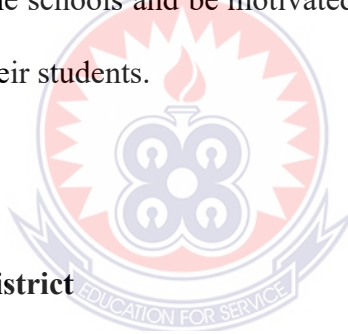 e schools and be motivated
eir students.
istrict
EDUCATION FOR SERVICE